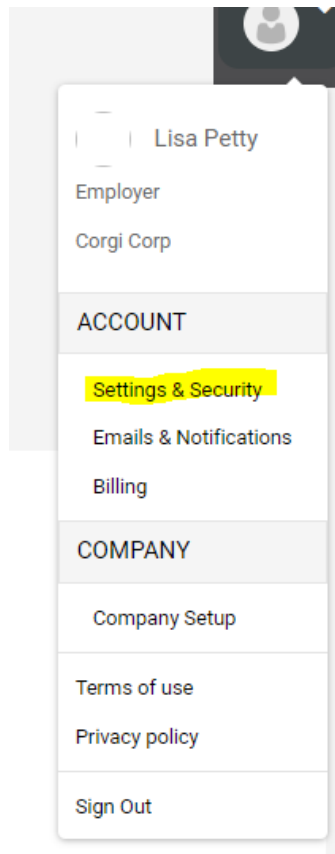 Lisa Petty
Employer
Corgi Corp
ACCOUNT
Settings & Security
Emails & Notifications
Billing
COMPANY
Company Setup
Terms of use
Privacy policy
Sign Out